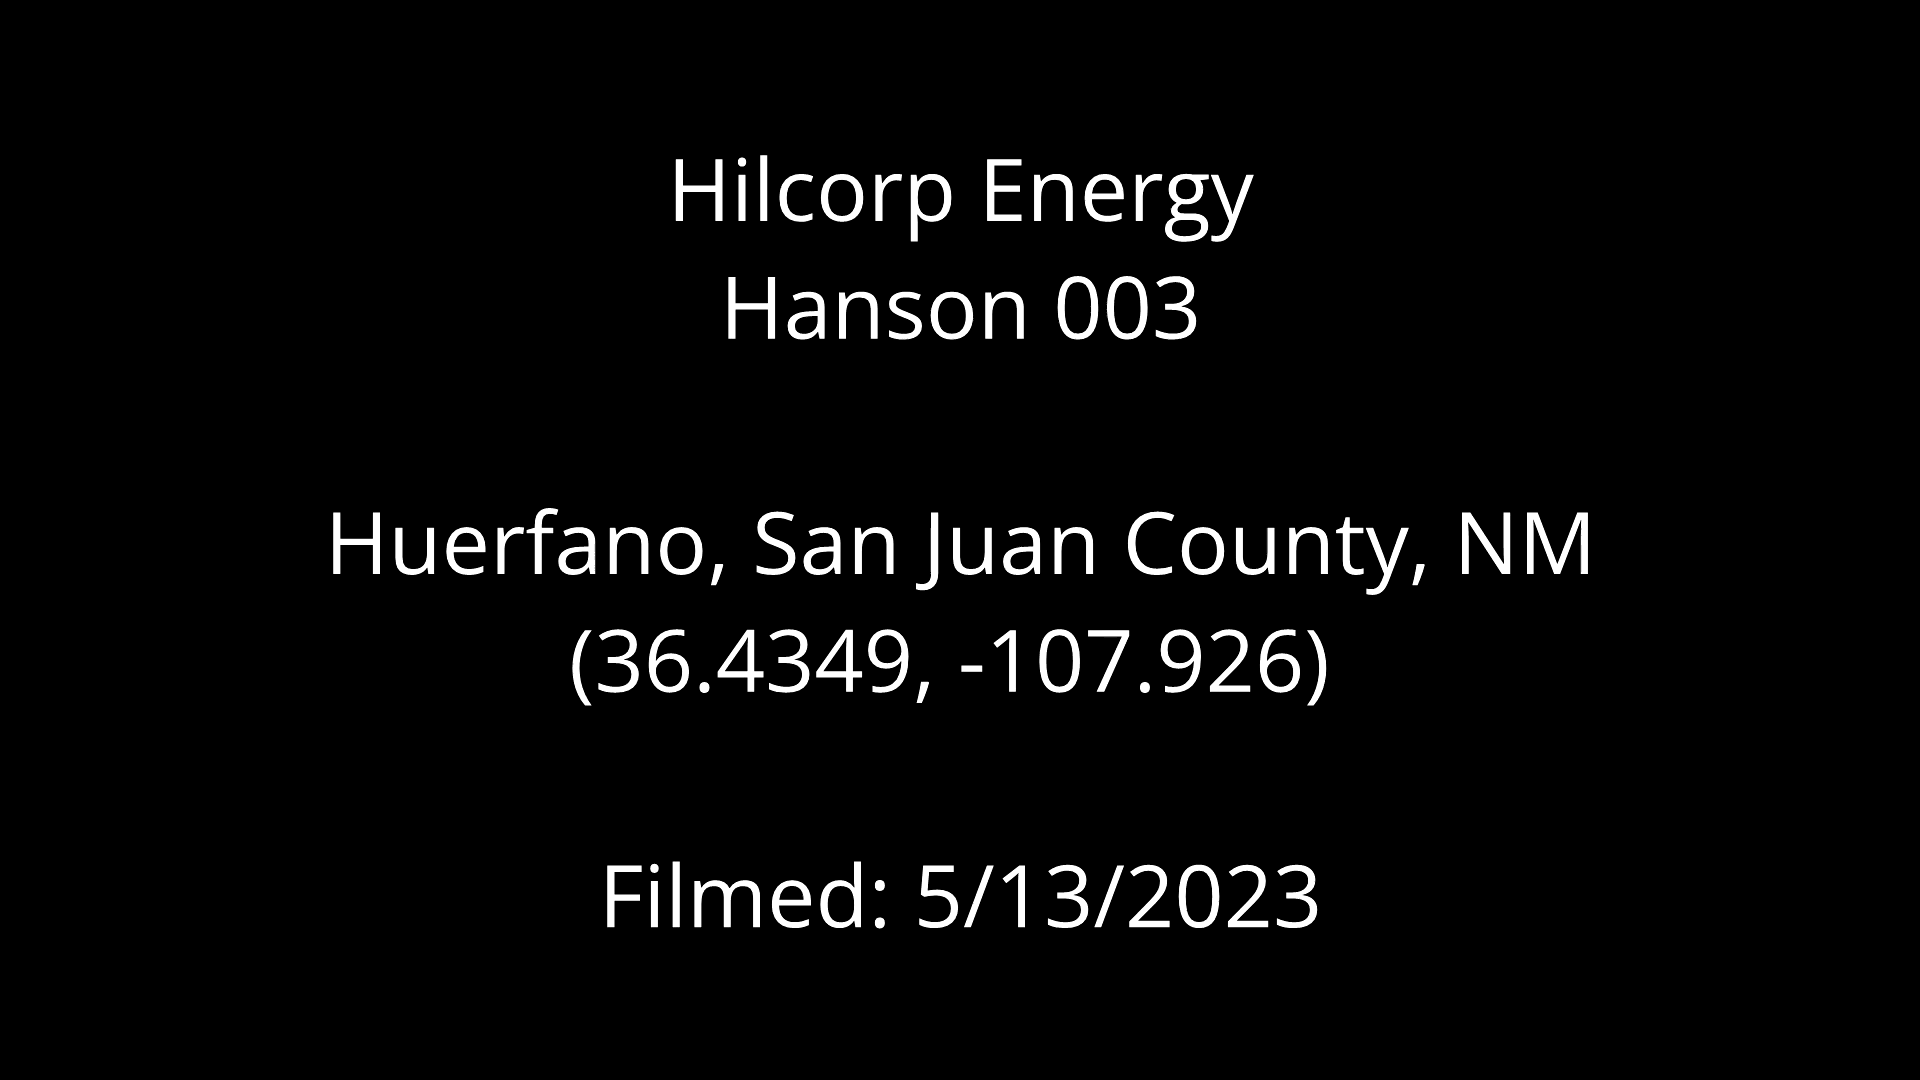 Hilcorp Energy
Hanson 003
Huerfano, San Juan County, NM
(36.4349, -107.926)
Filmed: 5/13/2023